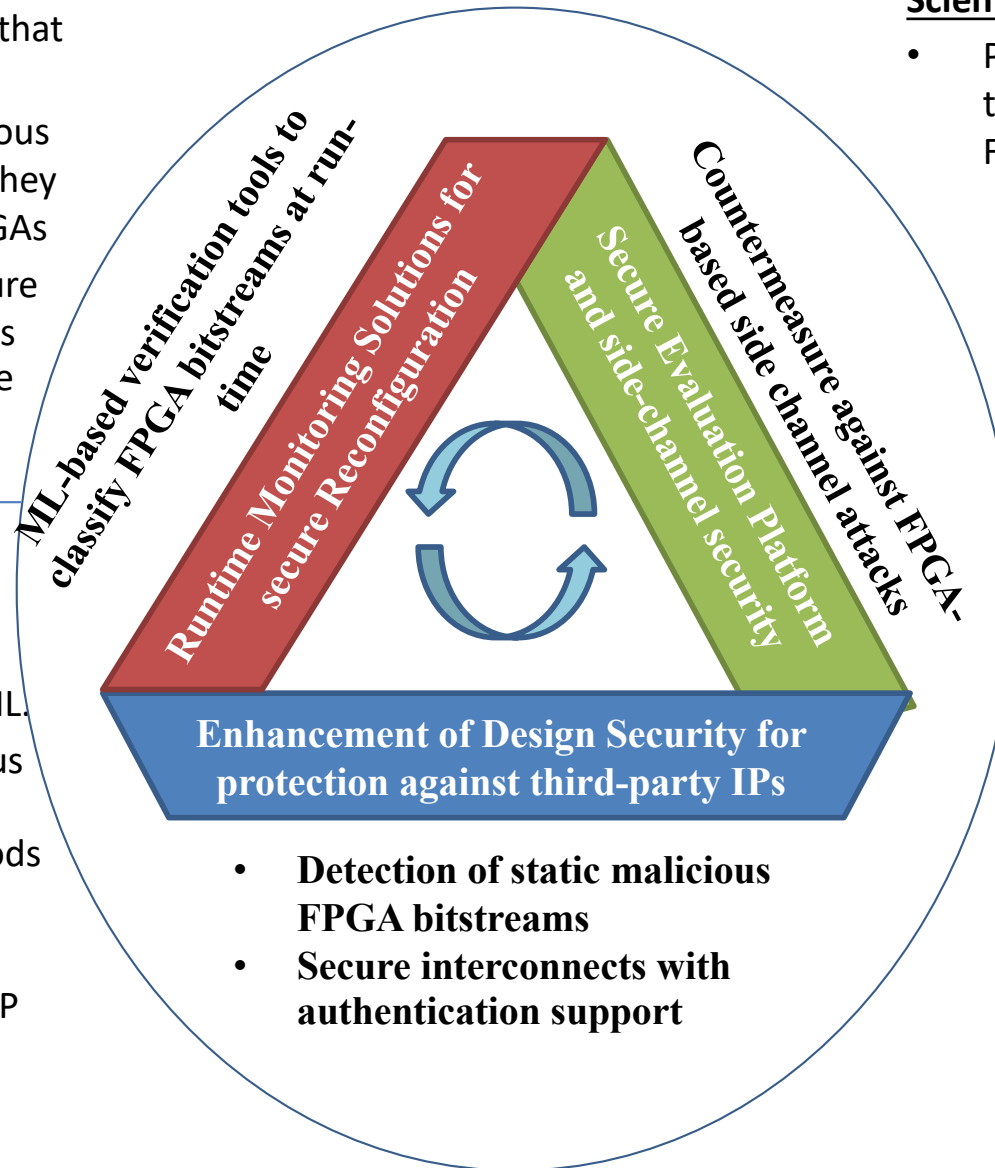 that
ous
hey
GAs
ure
s
e
IL.
us
ods
P
ML-based verification tools to
classify FPGA bitstreams at run-
time
Runtime Monitoring Solutions for
secure Reconfiguration
Secure Evaluation Platform
and side-channel security
Countermeasure against FPGA-
based side channel attacks
Enhancement of Design Security for
protection against third-party IPs
• Detection of static malicious
FPGA bitstreams
• Secure interconnects with
authentication support
Scien
• P
t
F